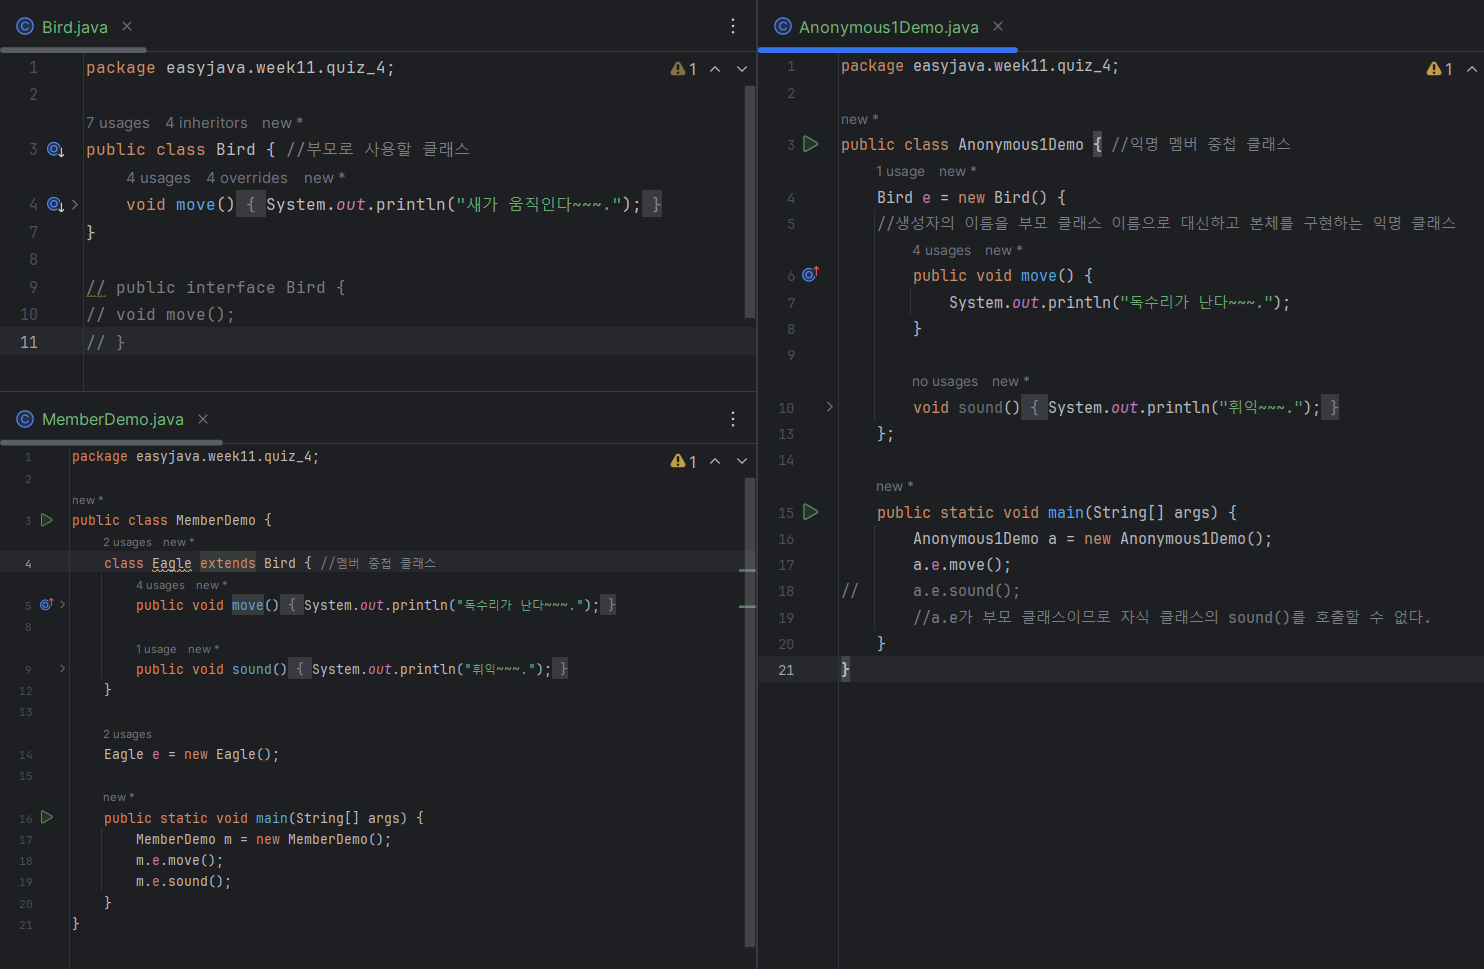 Bird.java
1 package easyjava.week11.quiz_4; 1
2
7 usages 4 inheritors new *
3 public class Bird { //부모로 사용할 클래스
4 usages 4 overrides new *
4 void move() { System.out.println("새가 움직인다~~~."); }
7 }
8
9 // public interface Bird {
10 // void move();
11 // }
MemberDemo.java
1 package easyjava.week11.quiz_4; 1
2
new *
3 public class MemberDemo {
2 usages new *
4 class Eagle extends Bird { //멤버 중첩 클래스
4 usages new *
5 public void move() { System.out.println("독수리가 난다~~~."); }
8
1 usage new *
9 public void sound() { System.out.println("휘익~~~."); }
12 }
13
2 usages
14 Eagle e = new Eagle();
15
new *
16 public static void main(String[] args) {
17 MemberDemo m = new MemberDemo();
18 m.e.move();
19 m.e.sound();
20 }
21 }
Anonymous1Demo.java
1 package easyjava.week11.quiz_4; 1
2
new *
3 public class Anonymous1Demo { //익명 멤버 중첩 클래스
1 usage new *
4 Bird e = new Bird() {
5 //생성자의 이름을 부모 클래스 이름으로 대신하고 본체를 구현하는 익명 클래스
4 usages new *
6 public void move() {
7 System.out.println("독수리가 난다~~~.");
8 }
9
no usages new *
10 void sound() { System.out.println("휘익~~~."); }
13 };
14
new *
15 public static void main(String[] args) {
16 Anonymous1Demo a = new Anonymous1Demo();
17 a.e.move();
18 // a.e.sound();
19 //a.e가 부모 클래스이므로 자식 클래스의 sound()를 호출할 수 없다.
20 }
21 }